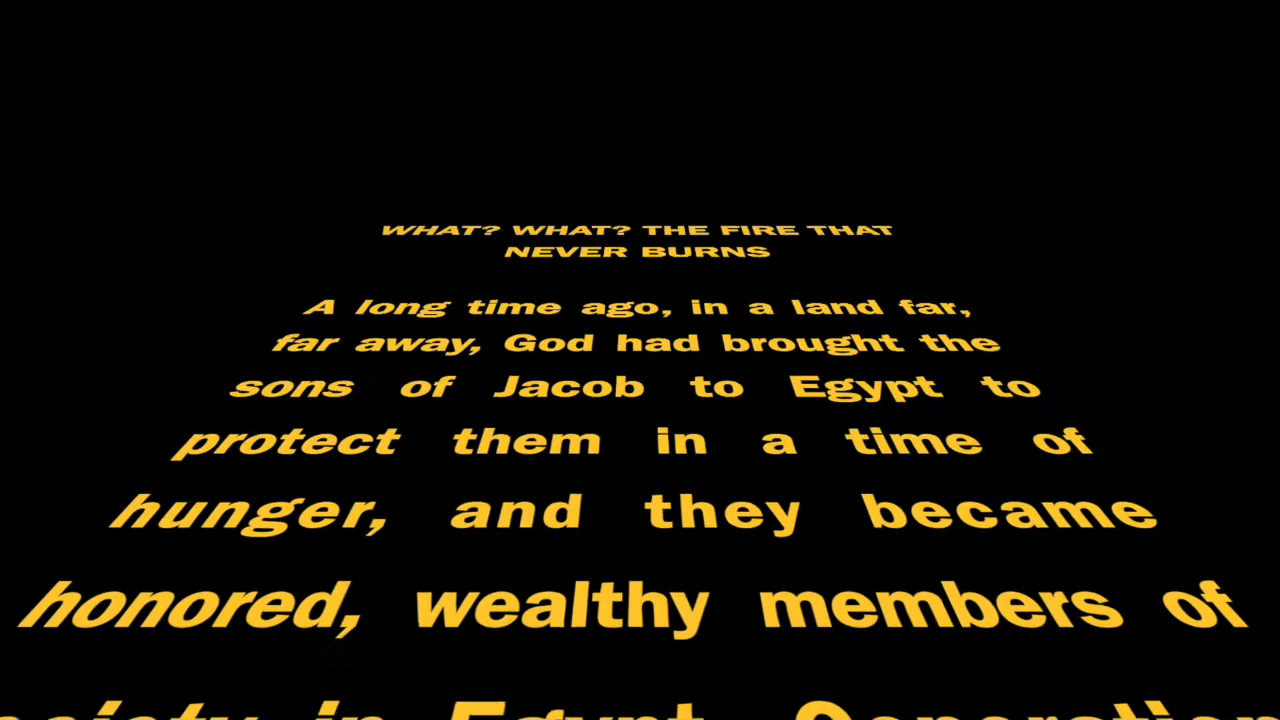 WHAT? WHAT? THE FIRE THAT
NEVER BURNS
A long time ago, in a land far,
far away, God had brought the
sons of Jacob to Egypt to
protect them in a time of
hunger, and they became
honored, wealthy members of
in Egypt.